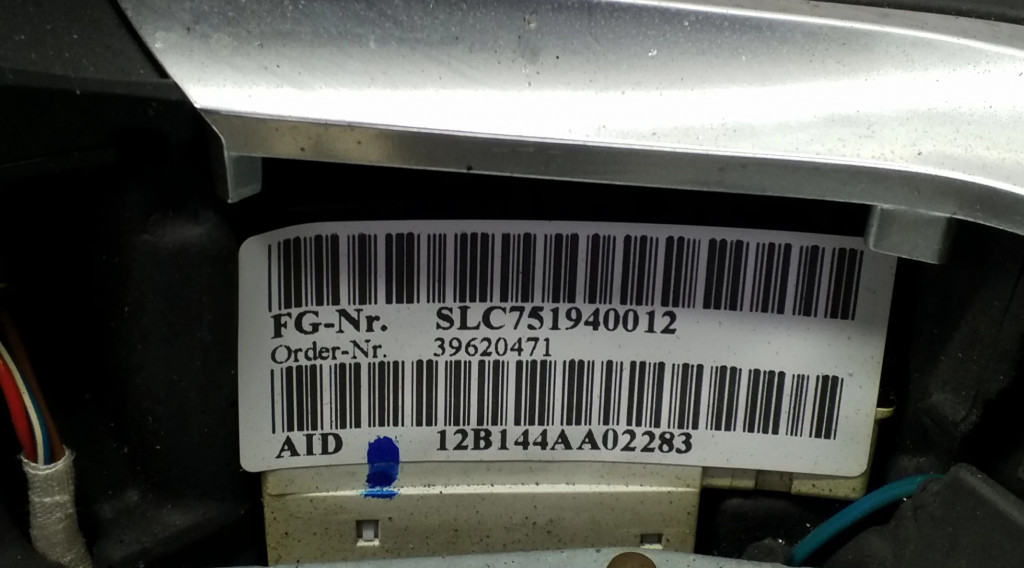 FG-Nr. SLC751940012
Order-Nr. 39620471
AID 12B144AA02283